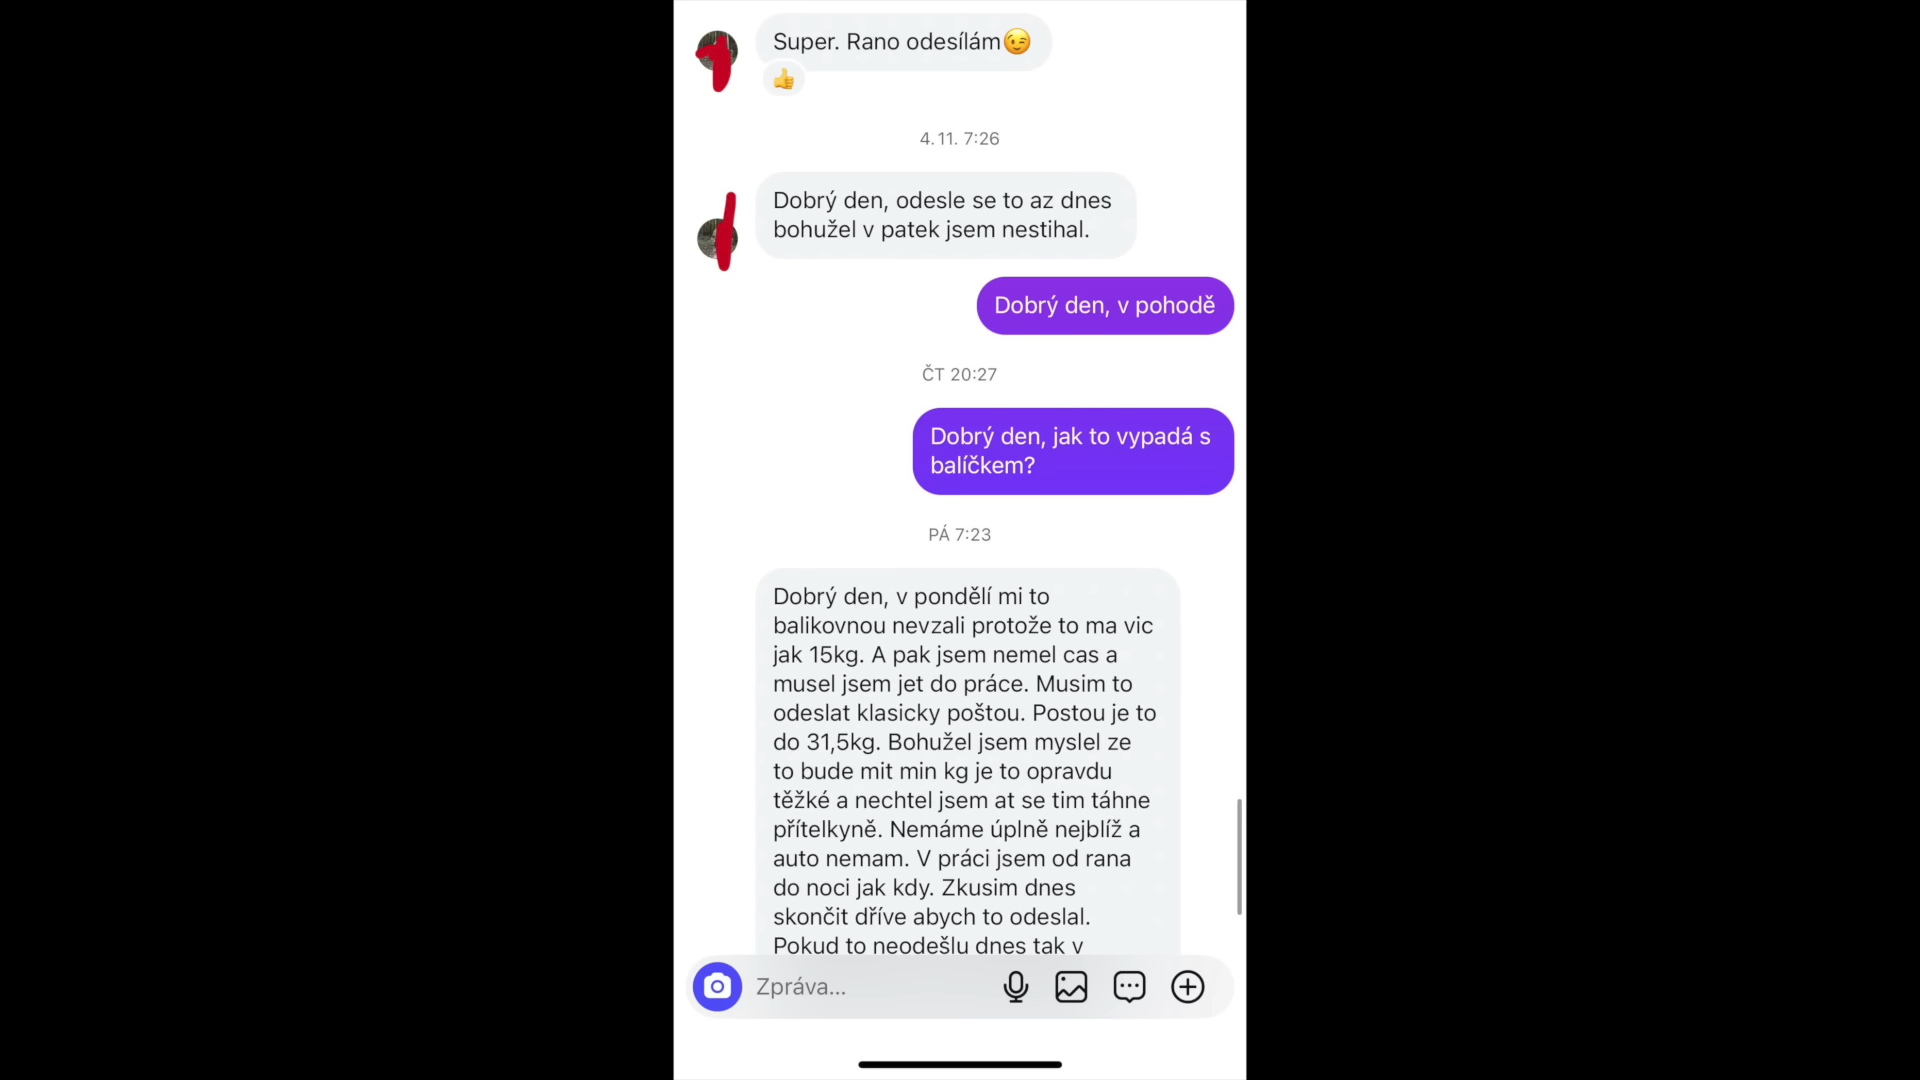 Super. Rano odesílám😉
👍
4. 11. 7:26
Dobrý den, odesle se to az dnes
bohužel v patek jsem nestihal.
Dobrý den, v pohodě
ČT 20:27
Dobrý den, jak to vypadá s
balíčkem?
PÁ 7:23
Dobrý den, v pondělí mi to
balikovnou nevzali protože to ma vic
jak 15kg. A pak jsem nemel cas a
musel jsem jet do práce. Musim to
odeslat klasicky poštou. Postou je to
do 31,5kg. Bohužel jsem myslel ze
to bude mit min kg je to opravdu
těžké a nechtel jsem at se tim táhne
přítelkyně. Nemáme úplně nejblíž a
auto nemam. V práci jsem od rana
do noci jak kdy. Zkusim dnes
skončit dříve abych to odeslal.
Pokud to neodešlu dnes tak v
Zpráva...